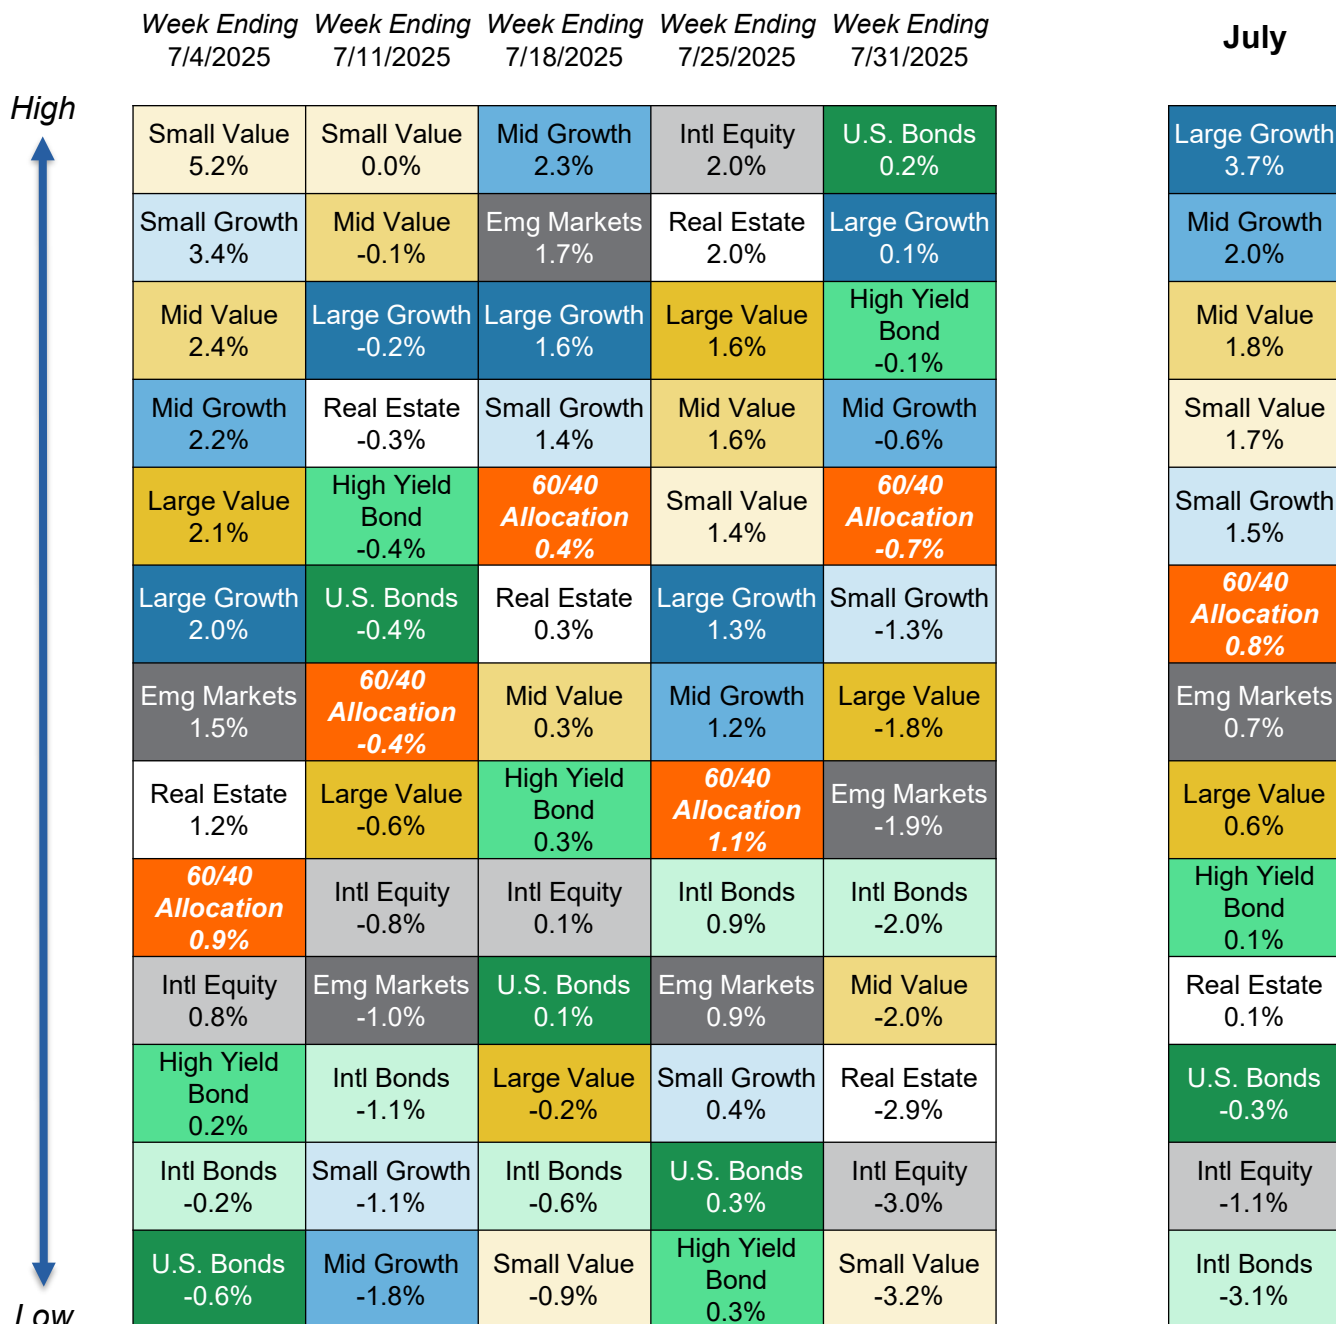 Week Ending Week Ending Week Ending Week Ending Week Ending
7/4/2025 7/11/2025 7/18/2025 7/25/2025 7/31/2025
July
High
Small Value Small Value Mid Growth Intl Equity U.S. Bonds Large Growth
5.2% 0.0% 2.3% 2.0% 0.2% 3.7%
Small Growth Mid Value Emg Markets Real Estate Large Growth Mid Growth
3.4% -0.1% 1.7% 2.0% 0.1% 2.0%
Mid Value Large Growth Large Growth Large Value High Yield Bond Mid Value
2.4% -0.2% 1.6% 1.6% -0.1% 1.8%
Mid Growth Real Estate Small Growth Mid Value Mid Growth Small Value
2.2% -0.3% 1.4% 1.6% -0.6% 1.7%
Large Value High Yield Bond 60/40 Allocation Small Value 60/40 Allocation Small Growth
2.1% -0.4% 0.4% 1.4% -0.7% 1.5%
Large Growth U.S. Bonds Real Estate Large Growth Small Growth 60/40 Allocation
2.0% -0.4% 0.3% 1.3% -1.3% 0.8%
Emg Markets 60/40 Allocation Mid Value Mid Growth Large Value Emg Markets
1.5% -0.4% 0.3% 1.2% -1.8% 0.7%
Real Estate Large Value High Yield Bond 60/40 Allocation Emg Markets Large Value
1.2% -0.6% 0.3% 1.1% -1.9% 0.6%
60/40 Allocation Intl Equity Intl Equity Intl Bonds Intl Bonds High Yield Bond
0.9% -0.8% 0.1% 0.9% -2.0% 0.1%
Intl Equity Emg Markets U.S. Bonds Emg Markets Mid Value Real Estate
0.8% -1.0% 0.1% 0.9% -2.0% 0.1%
High Yield Bond Intl Bonds Large Value Small Growth Real Estate U.S. Bonds
0.2% -1.1% -0.2% 0.4% -2.9% -0.3%
Intl Bonds Small Growth Intl Bonds U.S. Bonds Intl Equity Intl Equity
-0.2% -1.1% -0.6% 0.3% -3.0% -1.1%
U.S. Bonds Mid Growth Small Value High Yield Bond Small Value Intl Bonds
-0.6% -1.8% -0.9% 0.3% -3.2% -3.1%
Low